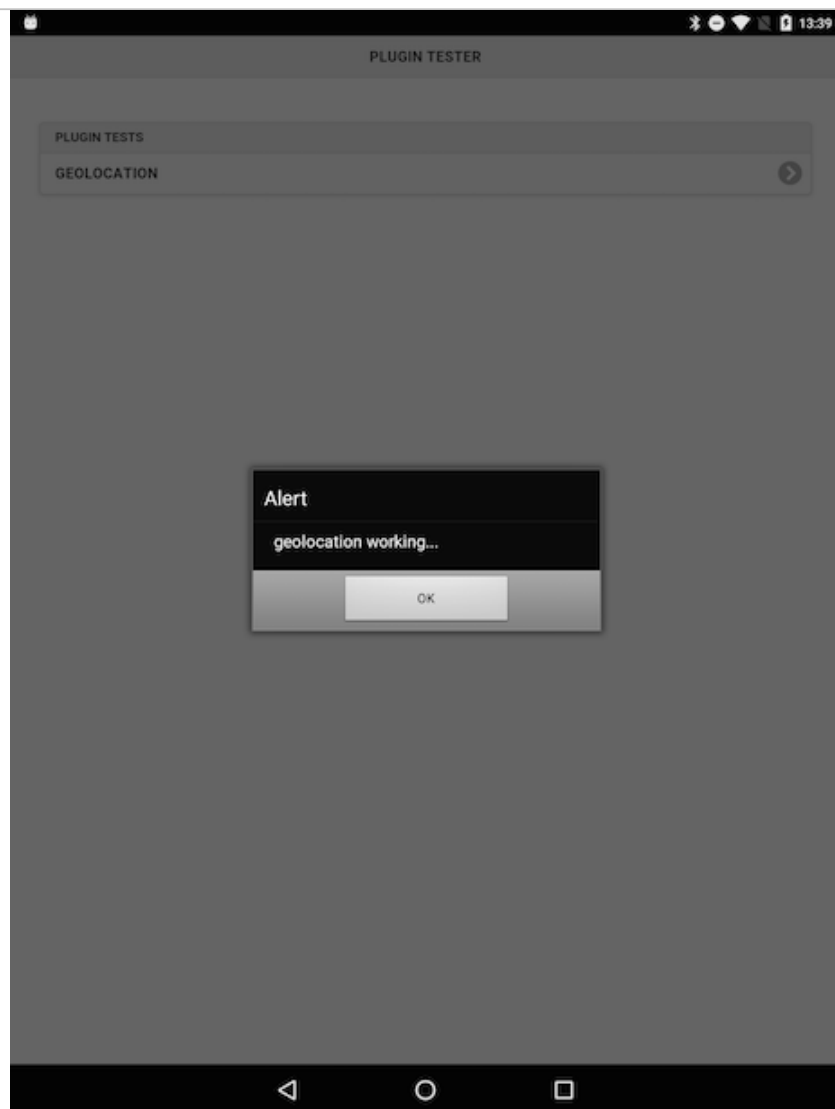 13:39
PLUGIN TESTER
PLUGIN TESTS
GEOLOCATION
Alert
geolocation working...
OK